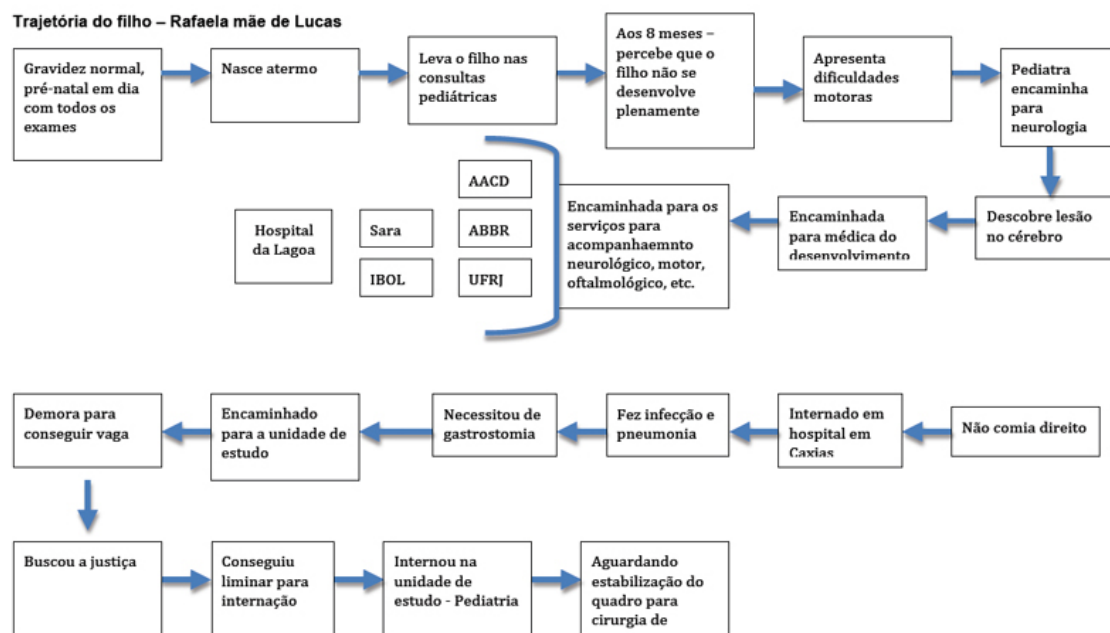 Trajetória do filho – Rafaela mãe de Lucas
Gravidez normal,
pré-natal em dia
com todos os
exames
Nasce atermo
Leva o filho nas
consultas
pediátricas
Aos 8 meses –
percebe que o
filho não se
desenvolve
plenamente
Apresenta
dificuldades
motoras
Pediatra
encaminha
para
neurologia
Descobre lesão
no cérebro
Encaminhada
para médica do
desenvolvimento
Encaminhada para os
serviços para
acompanhaemnto
neurológico, motor,
oftalmológico, etc.
AACD
ABBR
UFRJ
Sara
IBOL
Hospital
da Lagoa
Não comia direito
Internado em
hospital em
Caxias
Fez infecção e
pneumonia
Necessitou de
gastrostomia
Encaminhado
para a unidade de
estudo
Demora para
conseguir vaga
Buscou a justiça
Conseguiu
liminar para
internação
Internou na
unidade de
estudo - Pediatria
Aguardando
estabilização do
quadro para
cirurgia de